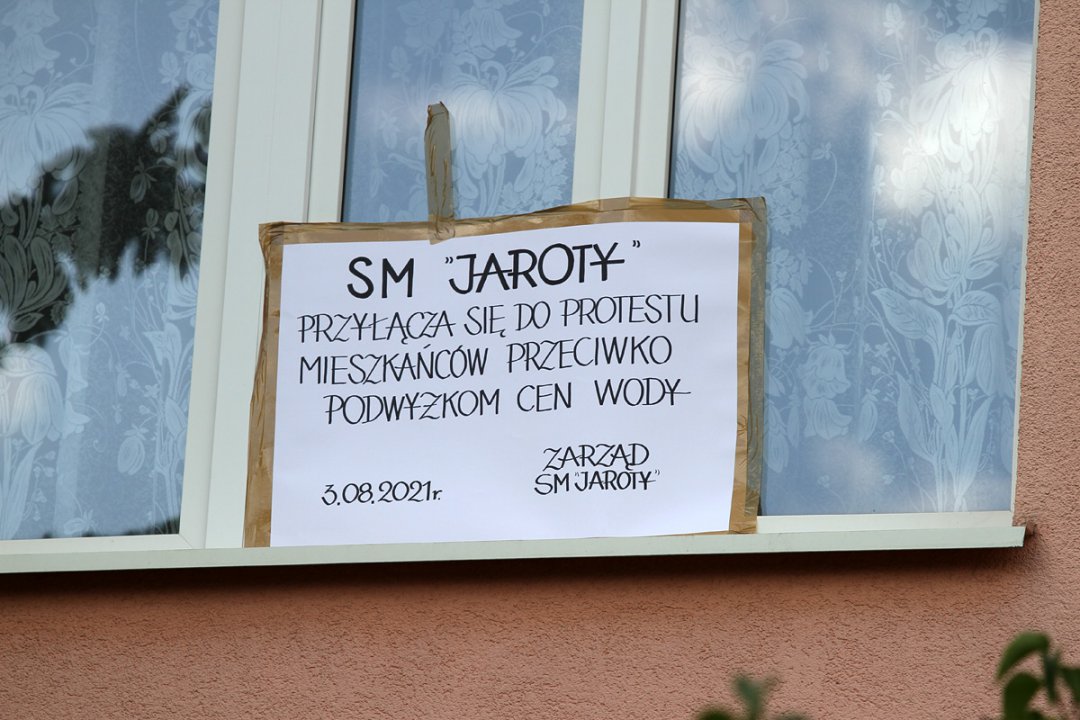 SM "JAROTY"
PRZYŁĄCZA SIĘ DO PROTESTU
MIESZKAŃCÓW PRZECIWKO
PODWYŻKOM CEN WODY
ZARZĄD
3.08.2021r. SM "JAROTY"